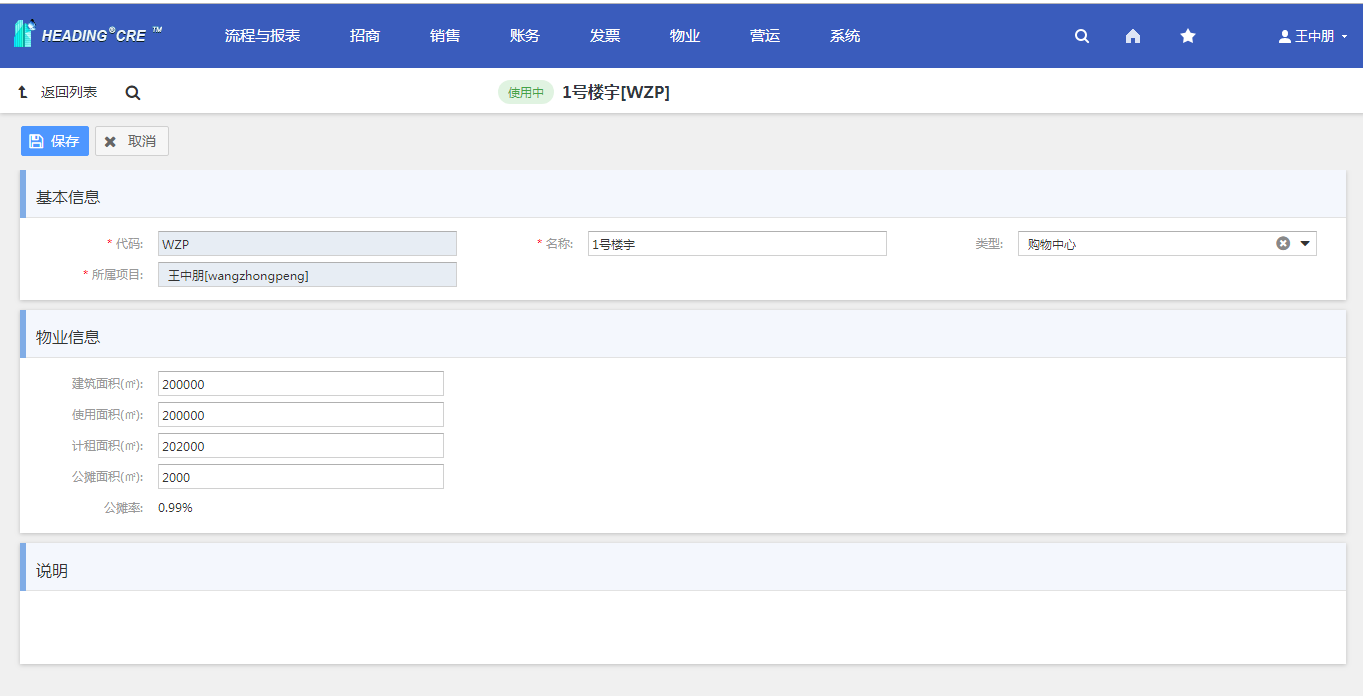 HEADING®CRE ™ 流程与报表 招商 销售 账务 发票 物业 营运 系统 王中朋
返回列表 使用中 1号楼宇[WZP]
保存 取消
基本信息
* 代码: WZP * 名称: 1号楼宇 类型: 购物中心
* 所属项目: 王中朋[wangzhongpeng]
物业信息
建筑面积(㎡): 200000
使用面积(㎡): 200000
计租面积(㎡): 202000
公摊面积(㎡): 2000
公摊率: 0.99%
说明